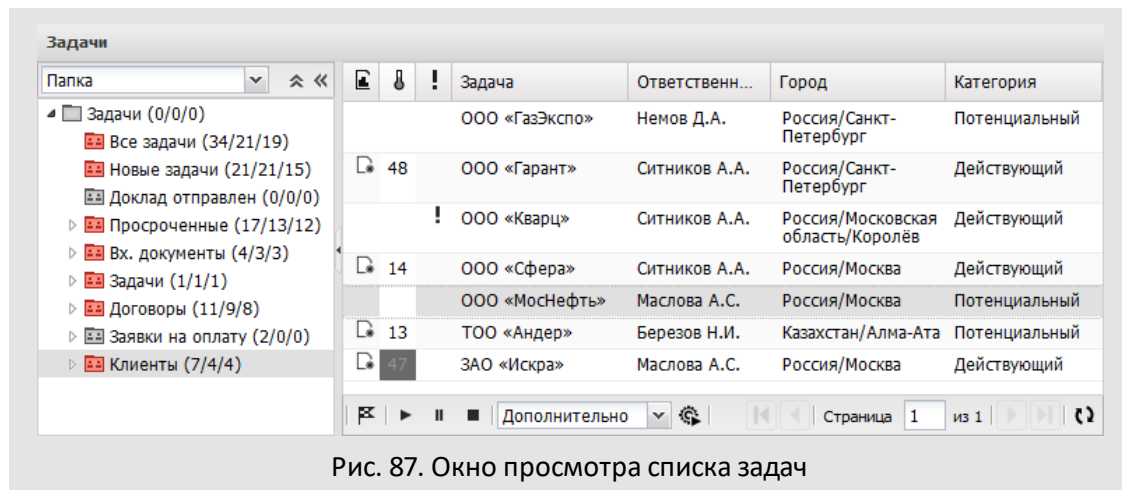 Задачи
Папка
Задачи (0/0/0)
Все задачи (34/21/19)
Новые задачи (21/21/15)
Доклад отправлен (0/0/0)
Просроченные (17/13/12)
Вх. документы (4/3/3)
Задачи (1/1/1)
Договоры (11/9/8)
Заявки на оплату (2/0/0)
Клиенты (7/4/4)
! Задача Ответственн... Город Категория
ООО «ГазЭкспо» Немов Д.А. Россия/Санкт- Потенциальный
Петербург
48 ООО «Гарант» Ситников А.А. Россия/Санкт- Действующий
Петербург
! ООО «Кварц» Ситников А.А. Россия/Московская Действующий
область/Королёв
14 ООО «Сфера» Ситников А.А. Россия/Москва Действующий
ООО «МосНефть» Маслова А.С. Россия/Москва Потенциальный
13 ТОО «Андер» Березов Н.И. Казахстан/Алма-Ата Потенциальный
47 ЗАО «Искра» Маслова А.С. Россия/Москва Действующий
Дополнительно Страница 1 из 1
Рис. 87. Окно просмотра списка задач